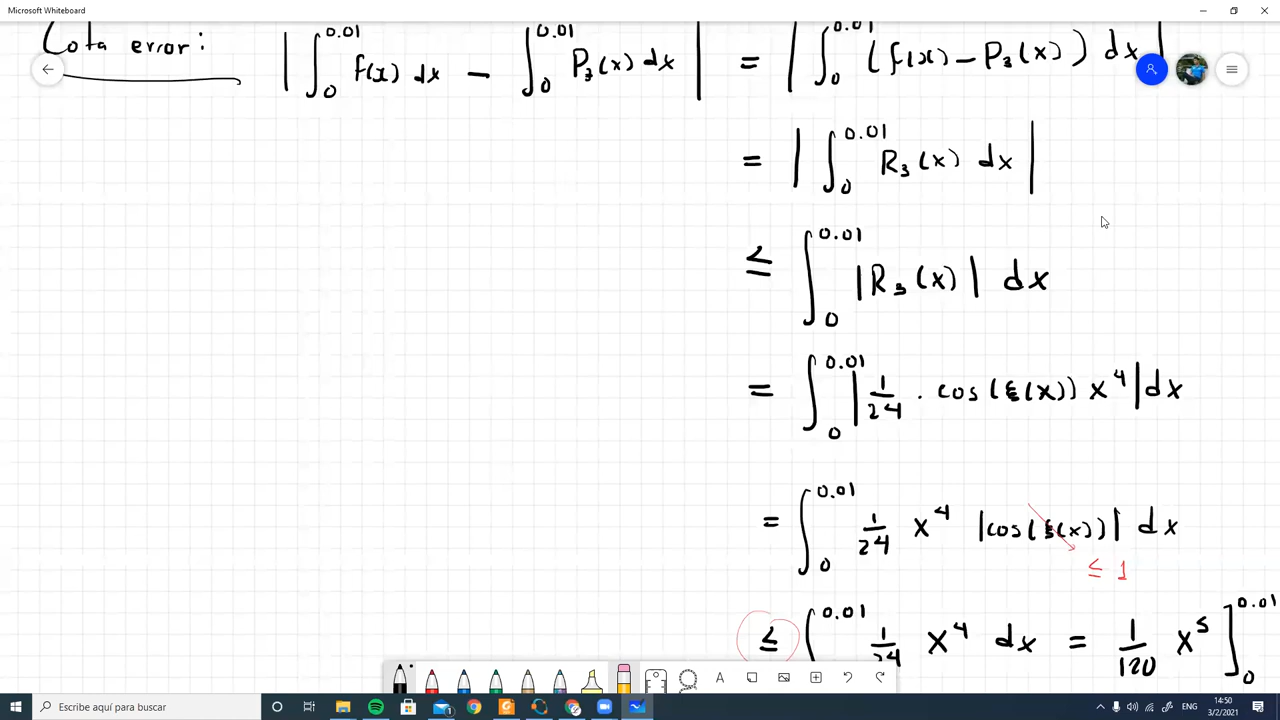 Microsoft Whiteboard
Cota error: | ∫₀^0.01 f(x) dx − ∫₀^0.01 P₃(x) dx | = | ∫₀^0.01 (f(x) − P₃(x)) dx |
= | ∫₀^0.01 R₃(x) dx |
≤ ∫₀^0.01 |R₃(x)| dx
= ∫₀^0.01 | 1/24 · cos(ξ(x)) x⁴ | dx
= ∫₀^0.01 1/24 x⁴ |cos(ξ(x))| dx
≤ 1
≤ ∫^0.01 1/24 x⁴ dx = 1/120 x⁵ ]₀^0.01
A
Escribe aquí para buscar
ENG
14:50
3/2/2021